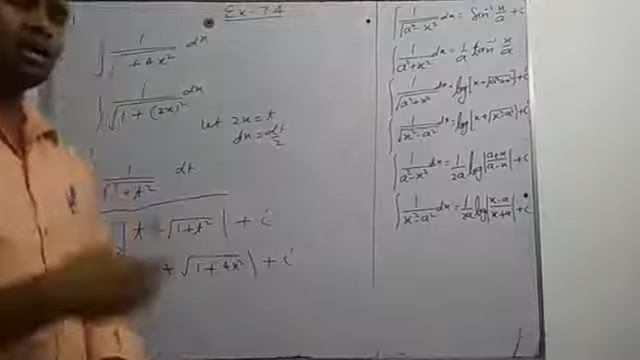 Ex-7.4
∫ 1/√1+4x² dx
∫ 1/√(1+(2x)²) dx
let 2x = t
dx = dt/2
1/√(1+t²) dt
t √(1+t²) | + c
+ √(1+4x²) | + c
∫ 1/√(a²-x²) dx = sin⁻¹ x/a + c
∫ 1/(a²+x²) dx = 1/a tan⁻¹ x/a
∫ 1/√(a²+x²) dx = log|x+√(a²+x²)|+c
∫ 1/√(x²-a²) dx = log|x+√(x²-a²)|+c
∫ 1/(a²-x²) dx = 1/2a log|(a+x)/(a-x)|+c
∫ 1/(x²-a²) dx = 1/2a log|(x-a)/(x+a)|+c